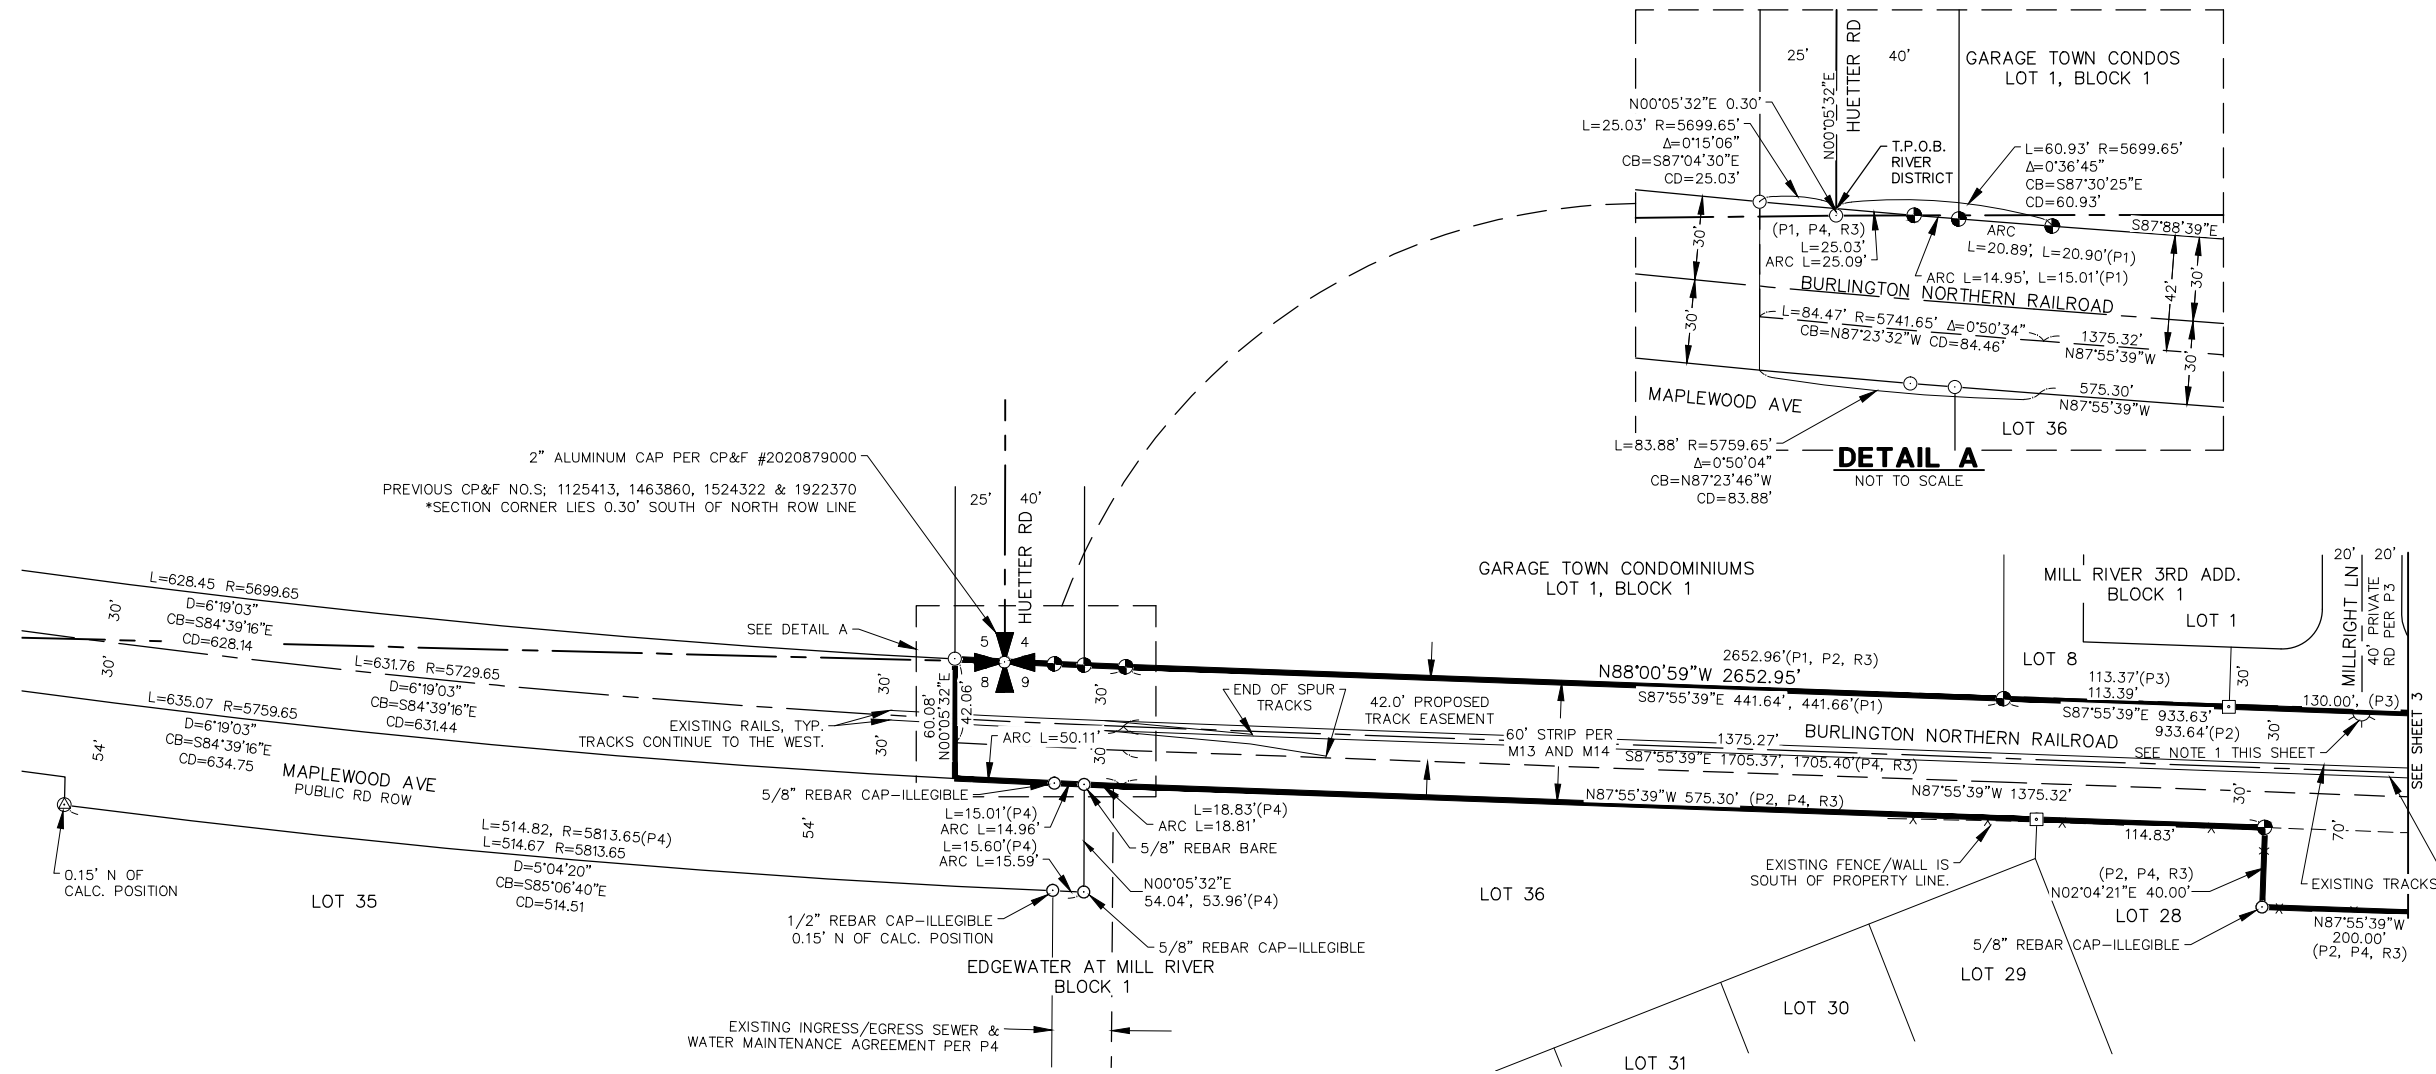 HUETTER RD
25'
40'
GARAGE TOWN CONDOS
LOT 1, BLOCK 1
N00°05'32"E
N00°05'32"E 0.30'
L=25.03' R=5699.65'
Δ=0°15'06"
CB=S87°04'30"E
CD=25.03'
T.P.O.B.
RIVER
DISTRICT
L=60.93' R=5699.65'
Δ=0°36'45"
CB=S87°30'25"E
CD=60.93'
S87°88'39"E
(P1, P4, R3)
L=25.03'
ARC L=25.09'
ARC
L=20.89', L=20.90'(P1)
ARC L=14.95', L=15.01'(P1)
30'
30'
42'
30'
30'
BURLINGTON NORTHERN RAILROAD
L=84.47' R=5741.65' Δ=0°50'34"
CB=N87°23'32"W CD=84.46'
1375.32'
N87°55'39"W
575.30'
N87°55'39"W
MAPLEWOOD AVE
LOT 36
L=83.88' R=5759.65'
Δ=0°50'04"
CB=N87°23'46"W
CD=83.88'
DETAIL A
NOT TO SCALE
2" ALUMINUM CAP PER CP&F #2020879000
PREVIOUS CP&F NO.S; 1125413, 1463860, 1524322 & 1922370
*SECTION CORNER LIES 0.30' SOUTH OF NORTH ROW LINE
25'
40'
HUETTER RD
SEE DETAIL A
5
4
8
9
L=628.45 R=5699.65
D=6°19'03"
CB=S84°39'16"E
CD=628.14
30'
30'
L=631.76 R=5729.65
D=6°19'03"
CB=S84°39'16"E
CD=631.44
30'
30'
L=635.07 R=5759.65
D=6°19'03"
CB=S84°39'16"E
CD=634.75
54'
MAPLEWOOD AVE
PUBLIC RD ROW
EXISTING RAILS, TYP.
TRACKS CONTINUE TO THE WEST.
60.08'
N00°05'32"E
42.06'
30'
30'
ARC L=50.11'
END OF SPUR
TRACKS
42.0' PROPOSED
TRACK EASEMENT
GARAGE TOWN CONDOMINIUMS
LOT 1, BLOCK 1
2652.96'(P1, P2, R3)
N88°00'59"W 2652.95'
S87°55'39"E 441.64', 441.66'(P1)
60' STRIP PER
M13 AND M14
1375.27'
BURLINGTON NORTHERN RAILROAD
S87°55'39"E 1705.37', 1705.40'(P4, R3)
N87°55'39"W 575.30' (P2, P4, R3)
N87°55'39"W 1375.32'
MILL RIVER 3RD ADD.
BLOCK 1
LOT 1
LOT 8
113.37'(P3)
113.39'
S87°55'39"E 933.63'
933.64'(P2)
30'
30'
30'
130.00', (P3)
20'
20'
MILLRIGHT LN
40' PRIVATE
RD PER P3
SEE SHEET 3
SEE NOTE 1 THIS SHEET
114.83'
70'
EXISTING TRACKS
EXISTING FENCE/WALL IS
SOUTH OF PROPERTY LINE.
(P2, P4, R3)
N02°04'21"E 40.00'
LOT 28
5/8" REBAR CAP-ILLEGIBLE
N87°55'39"W
200.00'
(P2, P4, R3)
LOT 29
LOT 30
LOT 31
LOT 36
5/8" REBAR CAP-ILLEGIBLE
L=15.01'(P4)
ARC L=14.96'
L=15.60'(P4)
ARC L=15.59'
L=18.83'(P4)
ARC L=18.81'
5/8" REBAR BARE
N00°05'32"E
54.04', 53.96'(P4)
1/2" REBAR CAP-ILLEGIBLE
0.15' N OF CALC. POSITION
5/8" REBAR CAP-ILLEGIBLE
EDGEWATER AT MILL RIVER
BLOCK 1
EXISTING INGRESS/EGRESS SEWER &
WATER MAINTENANCE AGREEMENT PER P4
L=514.82, R=5813.65(P4)
L=514.67 R=5813.65
D=5°04'20"
CB=S85°06'40"E
CD=514.51
54'
0.15' N OF
CALC. POSITION
LOT 35